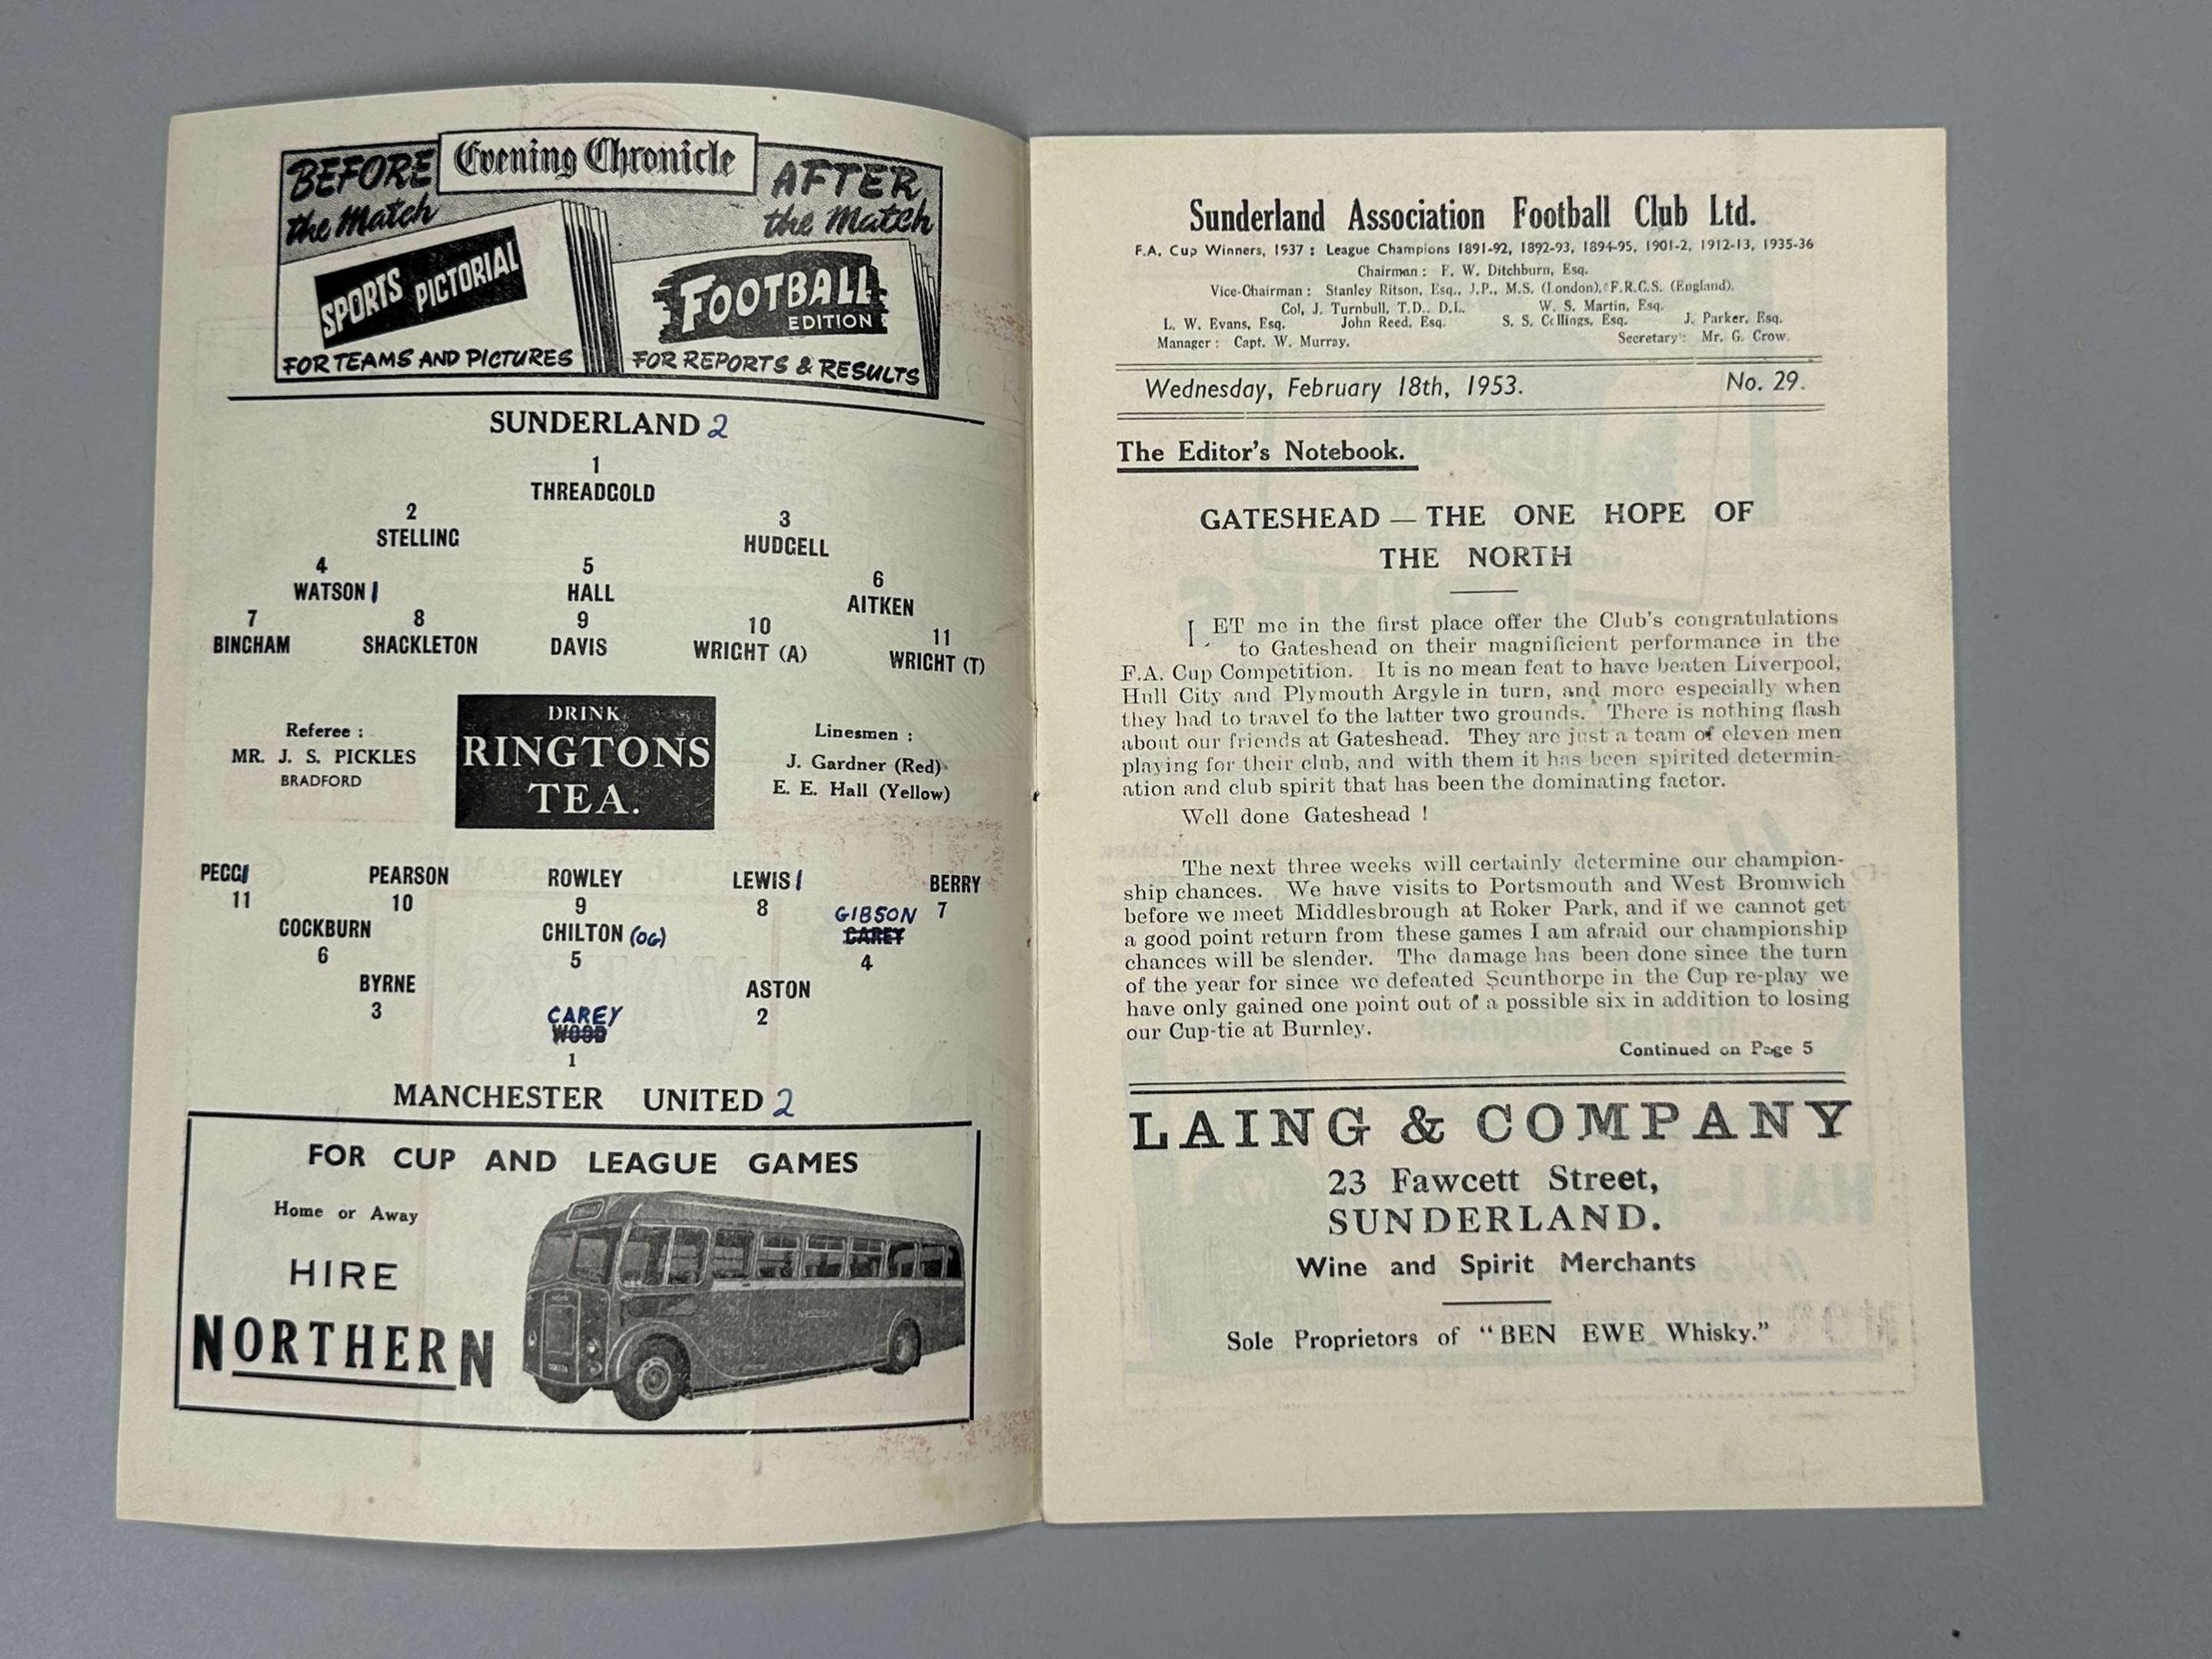 BEFORE
the Match
Evening Chronicle
AFTER
the Match
SPORTS PICTORIAL
FOOTBALL
EDITION
FOR TEAMS AND PICTURES
FOR REPORTS & RESULTS
SUNDERLAND 2
1
THREADGOLD
2
STELLING
3
HUDGELL
4
WATSON 1
5
HALL
6
AITKEN
7
BINGHAM
8
SHACKLETON
9
DAVIS
10
WRIGHT (A)
11
WRIGHT (T)
Referee :
MR. J. S. PICKLES
BRADFORD
DRINK
RINGTONS
TEA.
Linesmen :
J. Gardner (Red)
E. E. Hall (Yellow)
PEGG 1
11
PEARSON
10
ROWLEY
9
LEWIS 1
8
BERRY
7
COCKBURN
6
CHILTON (OG)
5
GIBSON
CAREY
4
BYRNE
3
ASTON
2
CAREY
WOOD
1
MANCHESTER UNITED 2
FOR CUP AND LEAGUE GAMES
Home or Away
HIRE
NORTHERN
Sunderland Association Football Club Ltd.
F.A. Cup Winners, 1937 : League Champions 1891-92, 1892-93, 1894-95, 1901-2, 1912-13, 1935-36
Chairman : E. W. Ditchburn, Esq.
Vice-Chairman : Stanley Ritson, Esq., J.P., M.S. (London), F.R.C.S. (England).
Col, J. Turnbull, T.D., D.L. W. S. Martin, Esq.
L. W. Evans, Esq. John Reed, Esq. S. S. Collings, Esq. J. Parker, Esq.
Manager : Capt. W. Murray. Secretary : Mr. G. Crow.
Wednesday, February 18th, 1953. No. 29.
The Editor's Notebook.
GATESHEAD — THE ONE HOPE OF
THE NORTH
LET me in the first place offer the Club's congratulations
to Gateshead on their magnificient performance in the
F.A. Cup Competition. It is no mean feat to have beaten Liverpool,
Hull City and Plymouth Argyle in turn, and more especially when
they had to travel to the latter two grounds. There is nothing flash
about our friends at Gateshead. They are just a team of eleven men
playing for their club, and with them it has been spirited determin-
ation and club spirit that has been the dominating factor.
Well done Gateshead !
The next three weeks will certainly determine our champion-
ship chances. We have visits to Portsmouth and West Bromwich
before we meet Middlesbrough at Roker Park, and if we cannot get
a good point return from these games I am afraid our championship
chances will be slender. The damage has been done since the turn
of the year for since we defeated Scunthorpe in the Cup re-play we
have only gained one point out of a possible six in addition to losing
our Cup-tie at Burnley.
Continued on Page 5
LAING & COMPANY
23 Fawcett Street,
SUNDERLAND.
Wine and Spirit Merchants
Sole Proprietors of "BEN EWE Whisky."